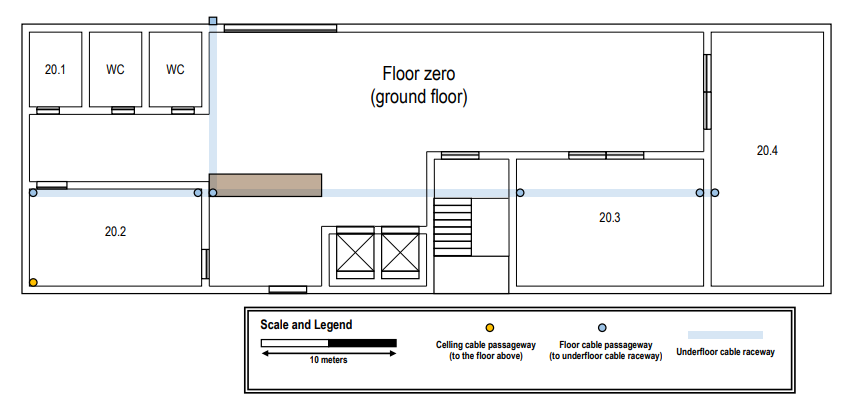 20.1
WC
WC
Floor zero
(ground floor)
20.4
20.2
20.3
Scale and Legend
10 meters
Celling cable passageway
(to the floor above)
Floor cable passageway
(to underfloor cable raceway)
Underfloor cable raceway